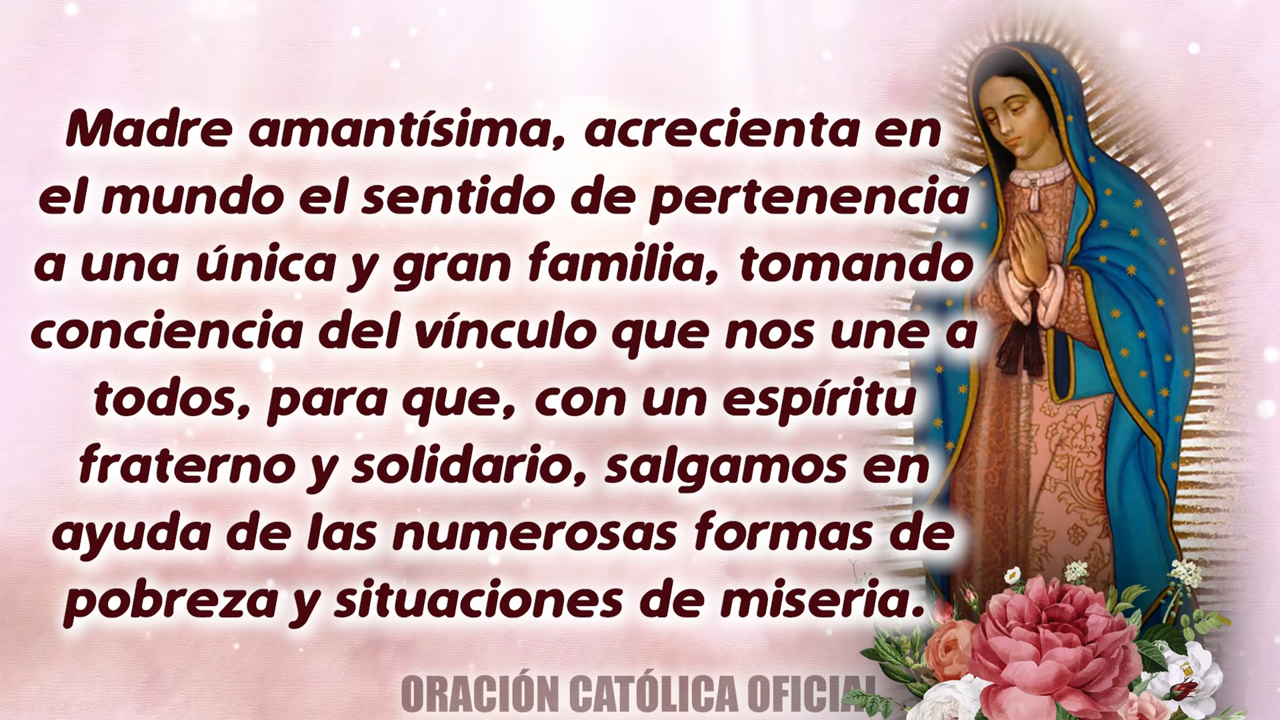 Madre amantísima, acrecienta en
el mundo el sentido de pertenencia
a una única y gran familia, tomando
conciencia del vínculo que nos une a
todos, para que, con un espíritu
fraterno y solidario, salgamos en
ayuda de las numerosas formas de
pobreza y situaciones de miseria.
ORACIÓN CATÓLICA OFICIAL